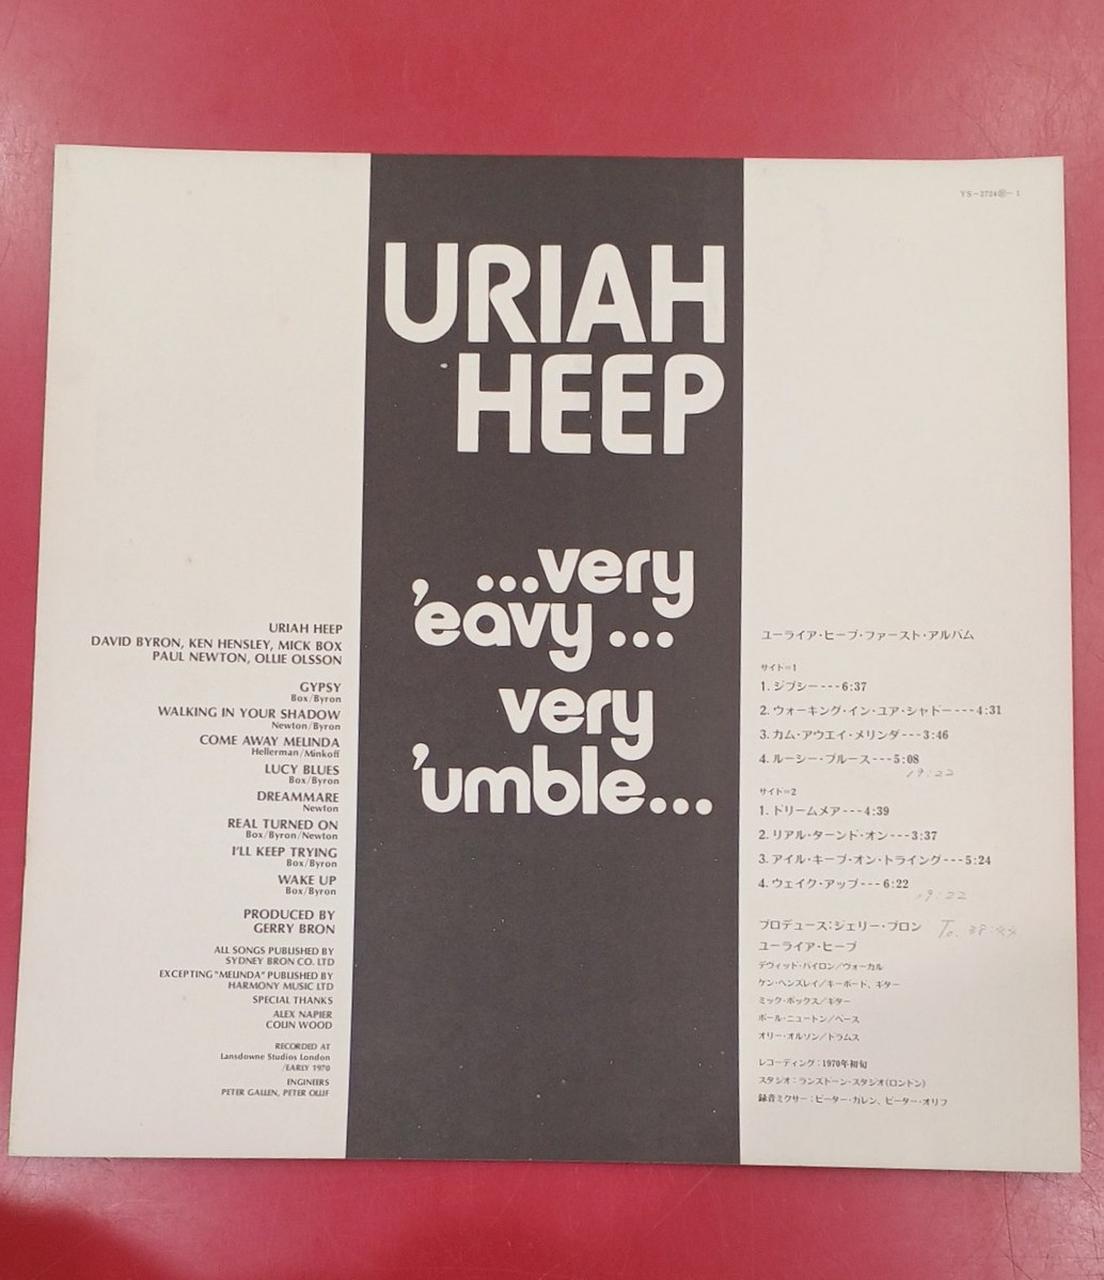 YS-2724㊞-1
URIAH
HEEP
...very
'eavy...
very
'umble...
URIAH HEEP
DAVID BYRON, KEN HENSLEY, MICK BOX
PAUL NEWTON, OLLIE OLSSON
GYPSY
Box/Byron
WALKING IN YOUR SHADOW
Newton/Byron
COME AWAY MELINDA
Hellerman/Minkoff
LUCY BLUES
Box/Byron
DREAMMARE
Newton
REAL TURNED ON
Box/Byron/Newton
I'LL KEEP TRYING
Box/Byron
WAKE UP
Box/Byron
PRODUCED BY
GERRY BRON
ALL SONGS PUBLISHED BY
SYDNEY BRON CO. LTD
EXCEPTING "MELINDA" PUBLISHED BY
HARMONY MUSIC LTD
SPECIAL THANKS
ALEX NAPIER
COLIN WOOD
RECORDED AT
Lansdowne Studios London
/EARLY 1970
ENGINEERS
PETER GALLEN, PETER OLLIF
ユーライア・ヒープ・ファースト・アルバム
サイド=1
1.ジプシー---6:37
2.ウォーキング・イン・ユア・シャドー---4:31
3.カム・アウエイ・メリンダ---3:46
4.ルーシー・ブルース---5:08
19:22
サイド=2
1.ドリームメア---4:39
2.リアル・ターンド・オン---3:37
3.アイル・キープ・オン・トライング---5:24
4.ウェイク・アップ---6:22
19:22
プロデュース:ジェリー・ブロン
To. 38:44
ユーライア・ヒープ
デヴィッド・バイロン/ヴォーカル
ケン・ヘンズレイ/キーボード、ギター
ミック・ボックス/ギター
ポール・ニュートン/ベース
オリー・オルソン/ドラムス
レコーディング:1970年初旬
スタジオ:ランズドーン・スタジオ(ロンドン)
録音ミクサー:ピーター・ガレン、ピーター・オリフ